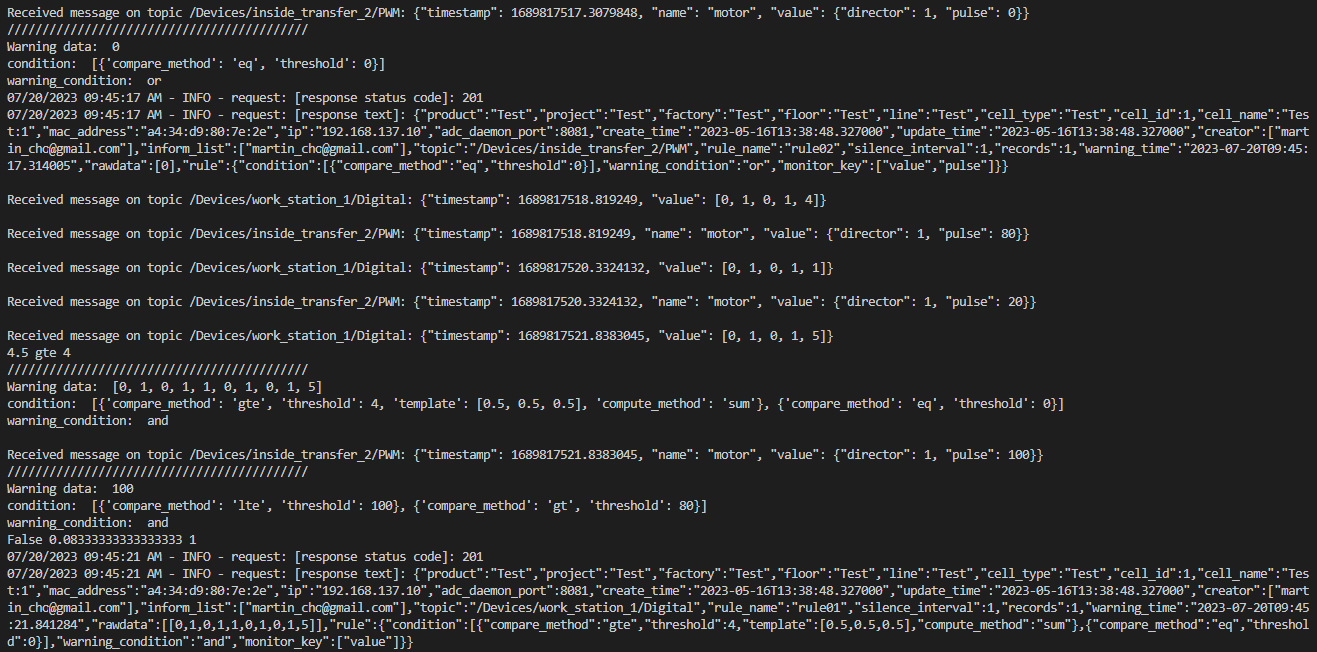 Received message on topic /Devices/inside_transfer_2/PWM: {"timestamp": 1689817517.3079848, "name": "motor", "value": {"director": 1, "pulse": 0}}
///////////////////////////////////////////
Warning data:  0
condition:  [{'compare_method': 'eq', 'threshold': 0}]
warning_condition:  or
07/20/2023 09:45:17 AM - INFO - request: [response status code]: 201
07/20/2023 09:45:17 AM - INFO - request: [response text]: {"product":"Test","project":"Test","factory":"Test","floor":"Test","line":"Test","cell_type":"Test","cell_id":1,"cell_name":"Tes
t:1","mac_address":"a4:34:d9:80:7e:2e","ip":"192.168.137.10","adc_daemon_port":8081,"create_time":"2023-05-16T13:38:48.327000","update_time":"2023-05-16T13:38:48.327000","creator":["mart
in_cho@gmail.com"],"inform_list":["martin_cho@gmail.com"],"topic":"/Devices/inside_transfer_2/PWM","rule_name":"rule02","silence_interval":1,"records":1,"warning_time":"2023-07-20T09:45:
17.314005","rawdata":[0],"rule":{"condition":[{"compare_method":"eq","threshold":0}],"warning_condition":"or","monitor_key":["value","pulse"]}}
Received message on topic /Devices/work_station_1/Digital: {"timestamp": 1689817518.819249, "value": [0, 1, 0, 1, 4]}
Received message on topic /Devices/inside_transfer_2/PWM: {"timestamp": 1689817518.819249, "name": "motor", "value": {"director": 1, "pulse": 80}}
Received message on topic /Devices/work_station_1/Digital: {"timestamp": 1689817520.3324132, "value": [0, 1, 0, 1, 1]}
Received message on topic /Devices/inside_transfer_2/PWM: {"timestamp": 1689817520.3324132, "name": "motor", "value": {"director": 1, "pulse": 20}}
Received message on topic /Devices/work_station_1/Digital: {"timestamp": 1689817521.8383045, "value": [0, 1, 0, 1, 5]}
4.5 gte 4
///////////////////////////////////////////
Warning data:  [0, 1, 0, 1, 1, 0, 1, 0, 1, 5]
condition:  [{'compare_method': 'gte', 'threshold': 4, 'template': [0.5, 0.5, 0.5], 'compute_method': 'sum'}, {'compare_method': 'eq', 'threshold': 0}]
warning_condition:  and
Received message on topic /Devices/inside_transfer_2/PWM: {"timestamp": 1689817521.8383045, "name": "motor", "value": {"director": 1, "pulse": 100}}
///////////////////////////////////////////
Warning data:  100
condition:  [{'compare_method': 'lte', 'threshold': 100}, {'compare_method': 'gt', 'threshold': 80}]
warning_condition:  and
False 0.08333333333333333 1
07/20/2023 09:45:21 AM - INFO - request: [response status code]: 201
07/20/2023 09:45:21 AM - INFO - request: [response text]: {"product":"Test","project":"Test","factory":"Test","floor":"Test","line":"Test","cell_type":"Test","cell_id":1,"cell_name":"Tes
t:1","mac_address":"a4:34:d9:80:7e:2e","ip":"192.168.137.10","adc_daemon_port":8081,"create_time":"2023-05-16T13:38:48.327000","update_time":"2023-05-16T13:38:48.327000","creator":["mart
in_cho@gmail.com"],"inform_list":["martin_cho@gmail.com"],"topic":"/Devices/work_station_1/Digital","rule_name":"rule01","silence_interval":1,"records":1,"warning_time":"2023-07-20T09:45
:21.841284","rawdata":[[0,1,0,1,1,0,1,0,1,5]],"rule":{"condition":[{"compare_method":"gte","threshold":4,"template":[0.5,0.5,0.5],"compute_method":"sum"},{"compare_method":"eq","threshol
d":0}],"warning_condition":"and","monitor_key":["value"]}}